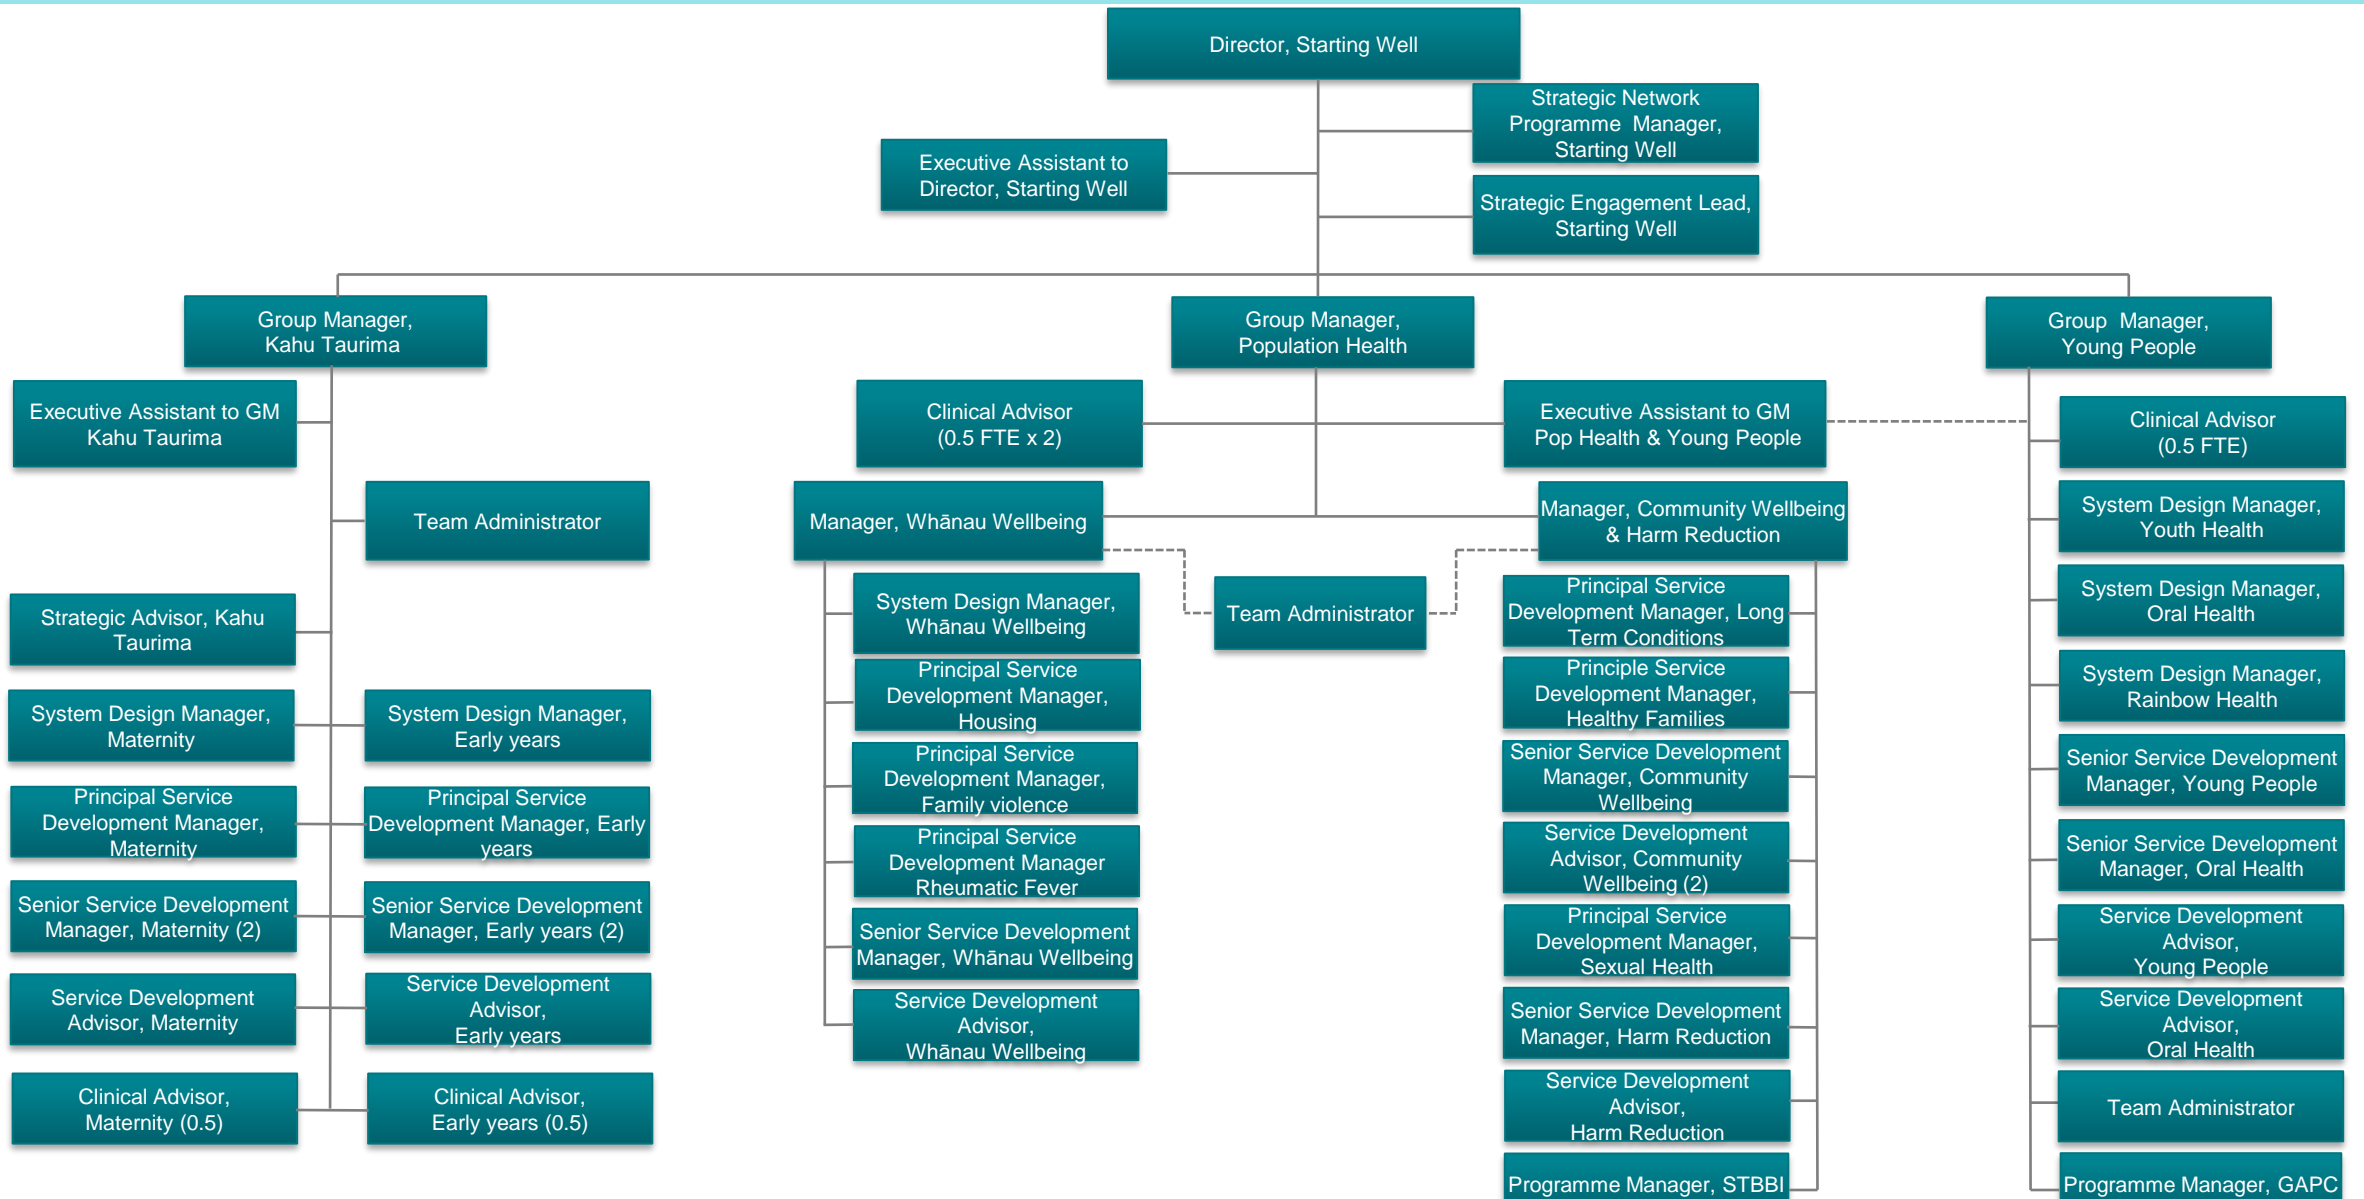 Director, Starting Well
Strategic Network
Programme Manager,
Starting Well
Executive Assistant to
Director, Starting Well
Strategic Engagement Lead,
Starting Well
Group Manager,
Kahu Taurima
Executive Assistant to GM
Kahu Taurima
Team Administrator
Strategic Advisor, Kahu
Taurima
System Design Manager,
Maternity
System Design Manager,
Early years
Principal Service
Development Manager,
Maternity
Principal Service
Development Manager, Early
years
Senior Service Development
Manager, Maternity (2)
Senior Service Development
Manager, Early years (2)
Service Development
Advisor, Maternity
Service Development
Advisor,
Early years
Clinical Advisor,
Maternity (0.5)
Clinical Advisor,
Early years (0.5)
Group Manager,
Population Health
Clinical Advisor
(0.5 FTE x 2)
Executive Assistant to GM
Pop Health & Young People
Manager, Whānau Wellbeing
Manager, Community Wellbeing
& Harm Reduction
Team Administrator
System Design Manager,
Whānau Wellbeing
Principal Service
Development Manager,
Housing
Principal Service
Development Manager,
Family violence
Principal Service
Development Manager
Rheumatic Fever
Senior Service Development
Manager, Whānau Wellbeing
Service Development
Advisor,
Whānau Wellbeing
Principal Service
Development Manager, Long
Term Conditions
Principle Service
Development Manager,
Healthy Families
Senior Service Development
Manager, Community
Wellbeing
Service Development
Advisor, Community
Wellbeing (2)
Principal Service
Development Manager,
Sexual Health
Senior Service Development
Manager, Harm Reduction
Service Development
Advisor,
Harm Reduction
Programme Manager, STBBI
Group Manager,
Young People
Clinical Advisor
(0.5 FTE)
System Design Manager,
Youth Health
System Design Manager,
Oral Health
System Design Manager,
Rainbow Health
Senior Service Development
Manager, Young People
Senior Service Development
Manager, Oral Health
Service Development
Advisor,
Young People
Service Development
Advisor,
Oral Health
Team Administrator
Programme Manager, GAPC